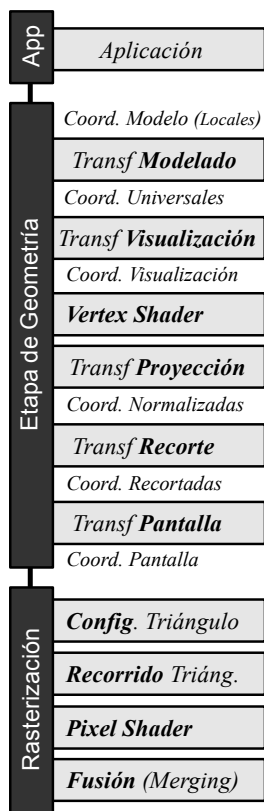 App
Aplicación
Etapa de Geometría
Coord. Modelo (Locales)
Transf Modelado
Coord. Universales
Transf Visualización
Coord. Visualización
Vertex Shader
Transf Proyección
Coord. Normalizadas
Transf Recorte
Coord. Recortadas
Transf Pantalla
Coord. Pantalla
Rasterización
Config. Triángulo
Recorrido Triáng.
Pixel Shader
Fusión (Merging)